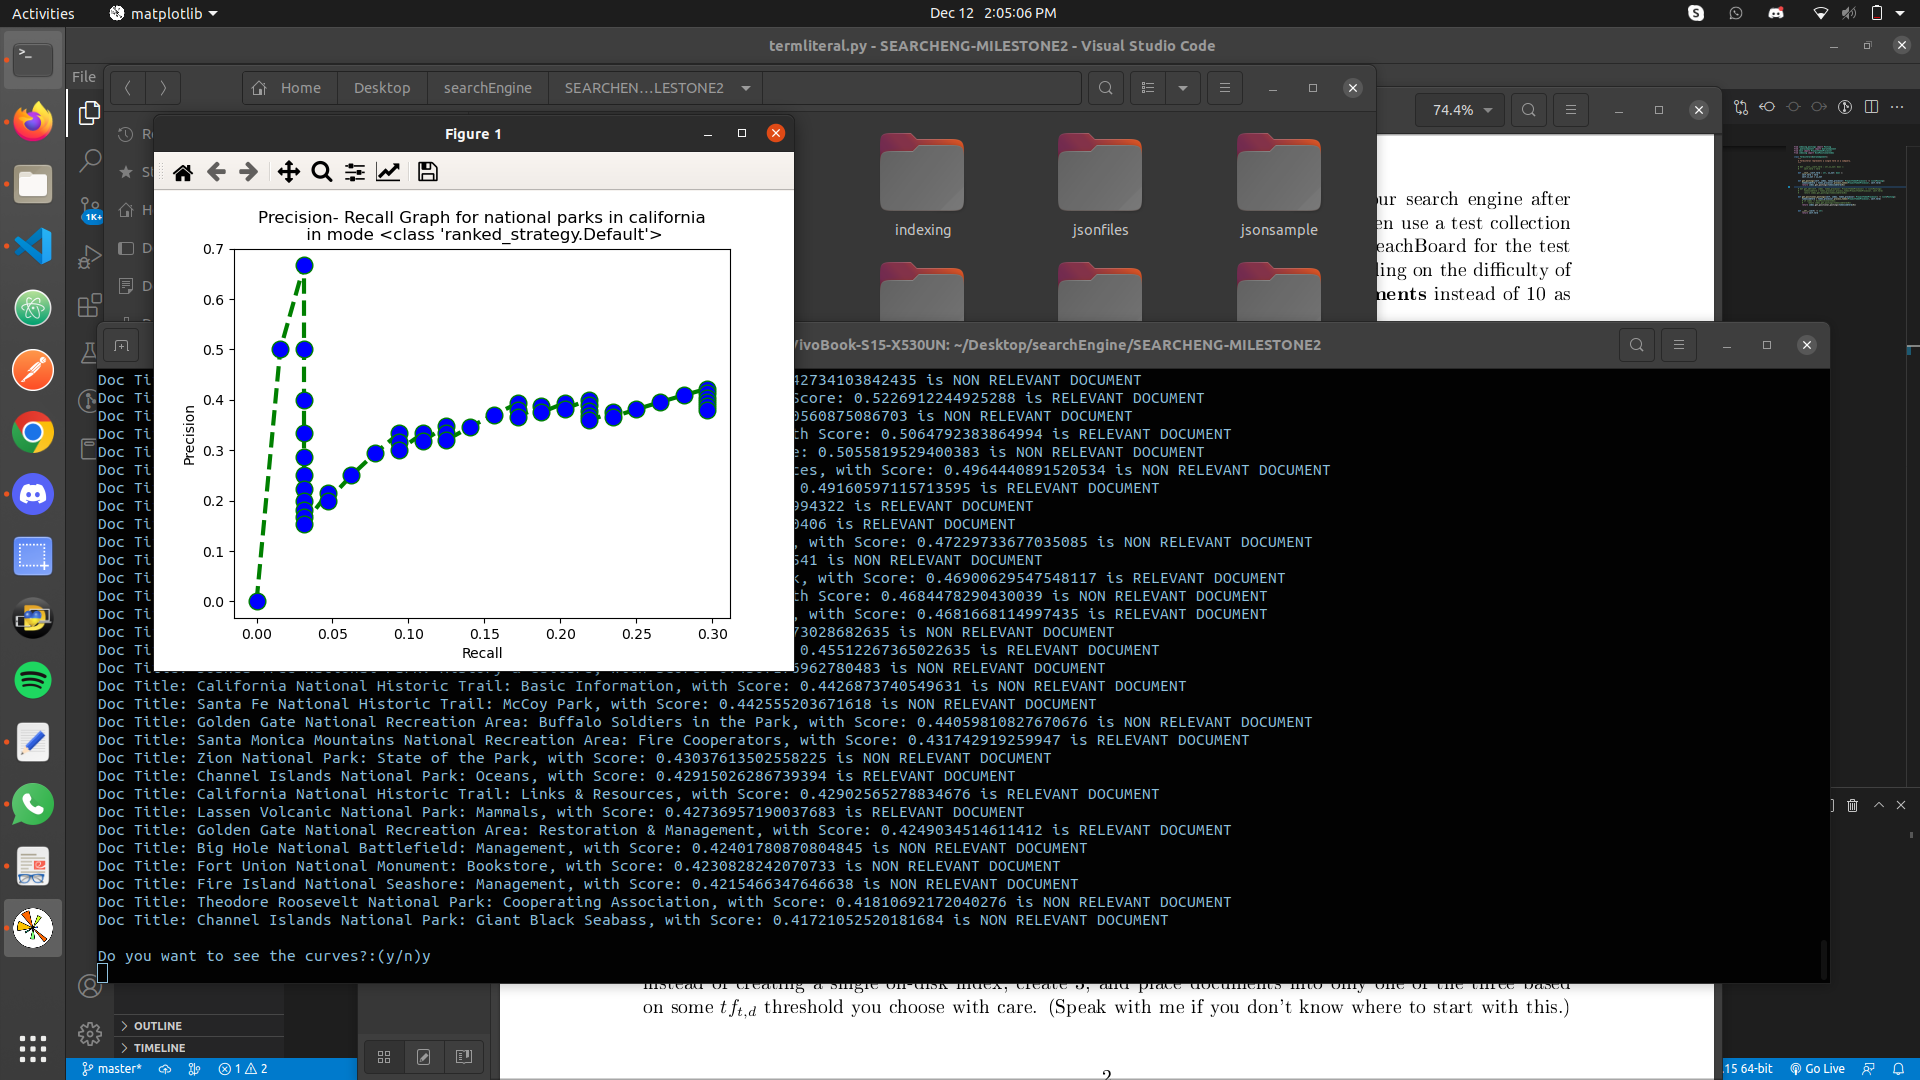 Activities
matplotlib
Dec 12 2:05:06 PM
termliteral.py - SEARCHENG-MILESTONE2 - Visual Studio Code
File
Home
Desktop
searchEngine
SEARCHEN...LESTONE2
74.4%
Figure 1
Precision- Recall Graph for national parks in california
in mode <class 'ranked_strategy.Default'>
0.7
0.6
0.5
0.4
0.3
0.2
0.1
0.0
Precision
0.00 0.05 0.10 0.15 0.20 0.25 0.30
Recall
indexing
jsonfiles
jsonsample
1K+
our search engine after
en use a test collection
eachBoard for the test
ling on the difficulty of
nents instead of 10 as
VivoBook-S15-X530UN: ~/Desktop/searchEngine/SEARCHENG-MILESTONE2
Doc Ti 42734103842435 is NON RELEVANT DOCUMENT
Doc Ti Score: 0.5226912244925288 is RELEVANT DOCUMENT
Doc Ti 0560875086703 is NON RELEVANT DOCUMENT
Doc Ti th Score: 0.5064792383864994 is RELEVANT DOCUMENT
Doc Ti e: 0.5055819529400383 is RELEVANT DOCUMENT
Doc Ti ces, with Score: 0.4964440891520534 is NON RELEVANT DOCUMENT
Doc Ti 0.49160597115713595 is RELEVANT DOCUMENT
Doc Ti 994322 is RELEVANT DOCUMENT
Doc Ti 0406 is RELEVANT DOCUMENT
Doc Ti , with Score: 0.47229733677035085 is NON RELEVANT DOCUMENT
Doc Ti 541 is NON RELEVANT DOCUMENT
Doc Ti k, with Score: 0.46900629547548117 is RELEVANT DOCUMENT
Doc Ti th Score: 0.4684478290430039 is RELEVANT DOCUMENT
Doc Ti , with Score: 0.4681668114997435 is RELEVANT DOCUMENT
Doc Ti 73028682635 is NON RELEVANT DOCUMENT
Doc Ti 0.45512267365022635 is RELEVANT DOCUMENT
Doc Ti 5962780483 is NON RELEVANT DOCUMENT
Doc Title: California National Historic Trail: Basic Information, with Score: 0.4426873740549631 is NON RELEVANT DOCUMENT
Doc Title: Santa Fe National Historic Trail: McCoy Park, with Score: 0.442555203671618 is NON RELEVANT DOCUMENT
Doc Title: Golden Gate National Recreation Area: Buffalo Soldiers in the Park, with Score: 0.44059810827670676 is NON RELEVANT DOCUMENT
Doc Title: Santa Monica Mountains National Recreation Area: Fire Cooperators, with Score: 0.431742919259947 is RELEVANT DOCUMENT
Doc Title: Zion National Park: State of the Park, with Score: 0.43037613502558225 is NON RELEVANT DOCUMENT
Doc Title: Channel Islands National Park: Oceans, with Score: 0.42915026286739394 is RELEVANT DOCUMENT
Doc Title: California National Historic Trail: Links & Resources, with Score: 0.42902565278834676 is NON RELEVANT DOCUMENT
Doc Title: Lassen Volcanic National Park: Mammals, with Score: 0.42736957190037683 is RELEVANT DOCUMENT
Doc Title: Golden Gate National Recreation Area: Restoration & Management, with Score: 0.4249034514611412 is RELEVANT DOCUMENT
Doc Title: Big Hole National Battlefield: Management, with Score: 0.42401780870804845 is NON RELEVANT DOCUMENT
Doc Title: Fort Union National Monument: Bookstore, with Score: 0.4230828242070733 is NON RELEVANT DOCUMENT
Doc Title: Fire Island National Seashore: Management, with Score: 0.4215466347646638 is NON RELEVANT DOCUMENT
Doc Title: Theodore Roosevelt National Park: Cooperating Association, with Score: 0.41810692172040276 is NON RELEVANT DOCUMENT
Doc Title: Channel Islands National Park: Giant Black Seabass, with Score: 0.41721052520181684 is NON RELEVANT DOCUMENT
Do you want to see the curves?:(y/n)y
instead of creating a single on-disk index, create 3, and place documents into only one of the three based
on some tf_{t,d} threshold you choose with care. (Speak with me if you don't know where to start with this.)
2
OUTLINE
TIMELINE
master*
1
2
15 64-bit
Go Live